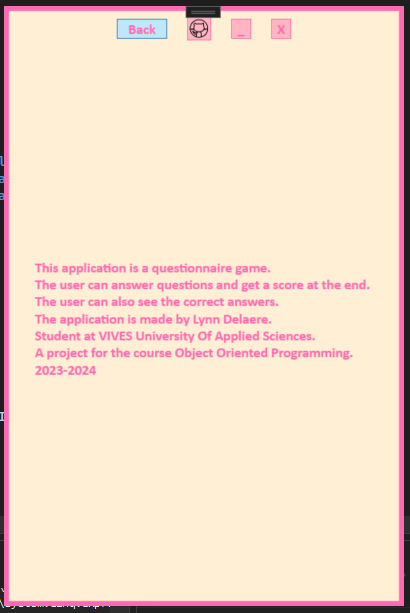 Back
_
X
This application is a questionnaire game.
The user can answer questions and get a score at the end.
The user can also see the correct answers.
The application is made by Lynn Delaere.
Student at VIVES University Of Applied Sciences.
A project for the course Object Oriented Programming.
2023-2024